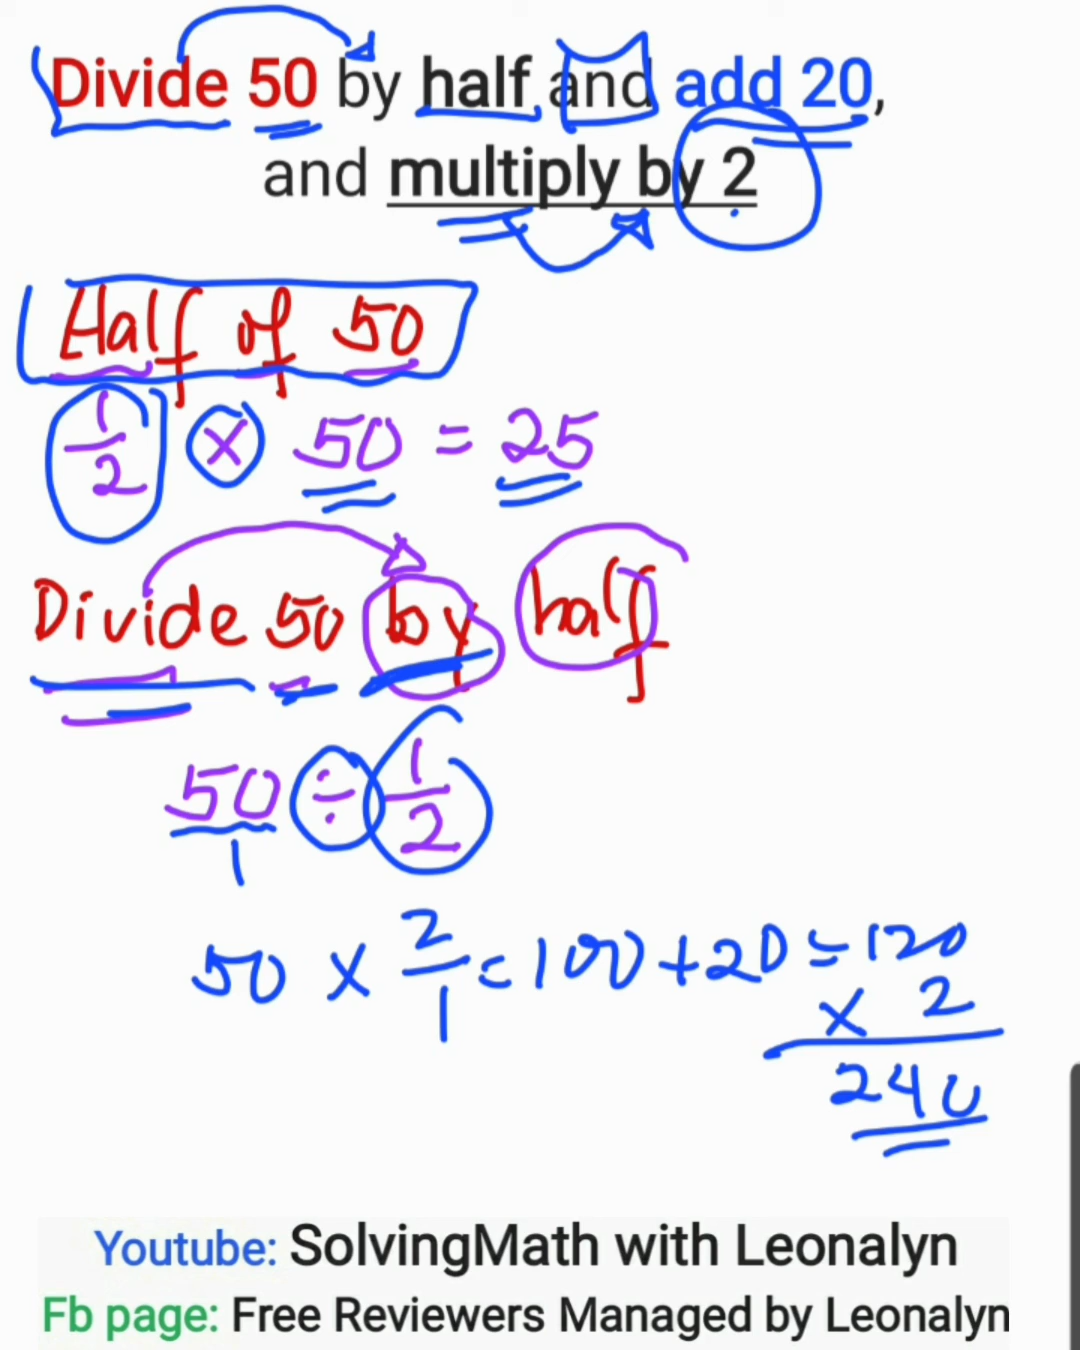 Divide 50 by half and add 20,
and multiply by 2
Half of 50
1/2 × 50 = 25
Divide 50 by half
50 ÷ 1/2
1
50 × 2/1 = 100 + 20 = 120
× 2
240
Youtube: SolvingMath with Leonalyn
Fb page: Free Reviewers Managed by Leonalyn